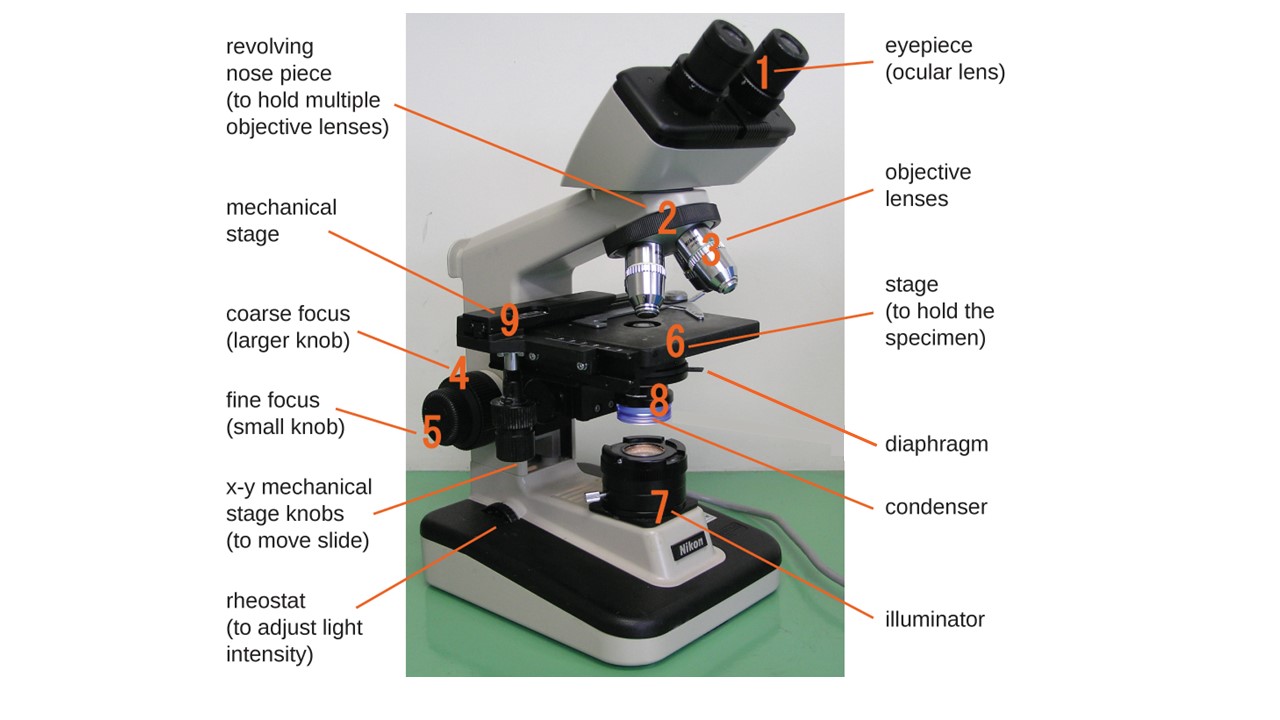 revolving
nose piece
(to hold multiple
objective lenses)
mechanical
stage
coarse focus
(larger knob)
fine focus
(small knob)
x-y mechanical
stage knobs
(to move slide)
rheostat
(to adjust light
intensity)
1
2
3
9
6
4
8
5
7
Nikon
eyepiece
(ocular lens)
objective
lenses
stage
(to hold the
specimen)
diaphragm
condenser
illuminator